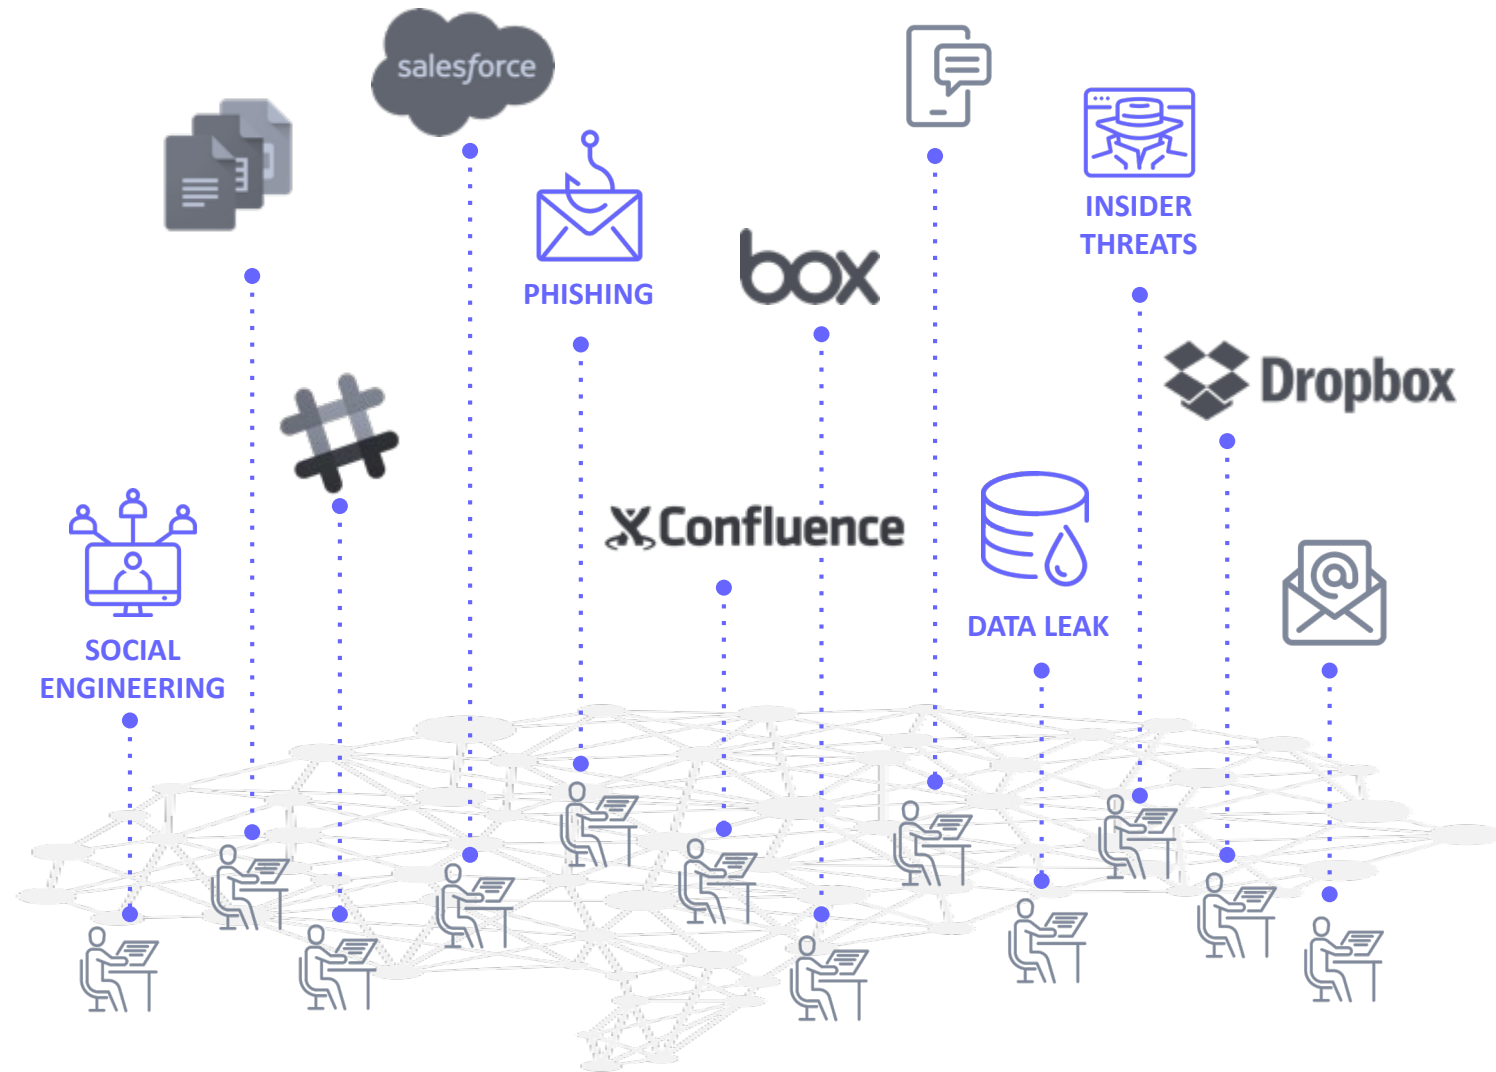 salesforce
INSIDER
THREATS
PHISHING
box
Dropbox
Confluence
DATA LEAK
SOCIAL
ENGINEERING
@